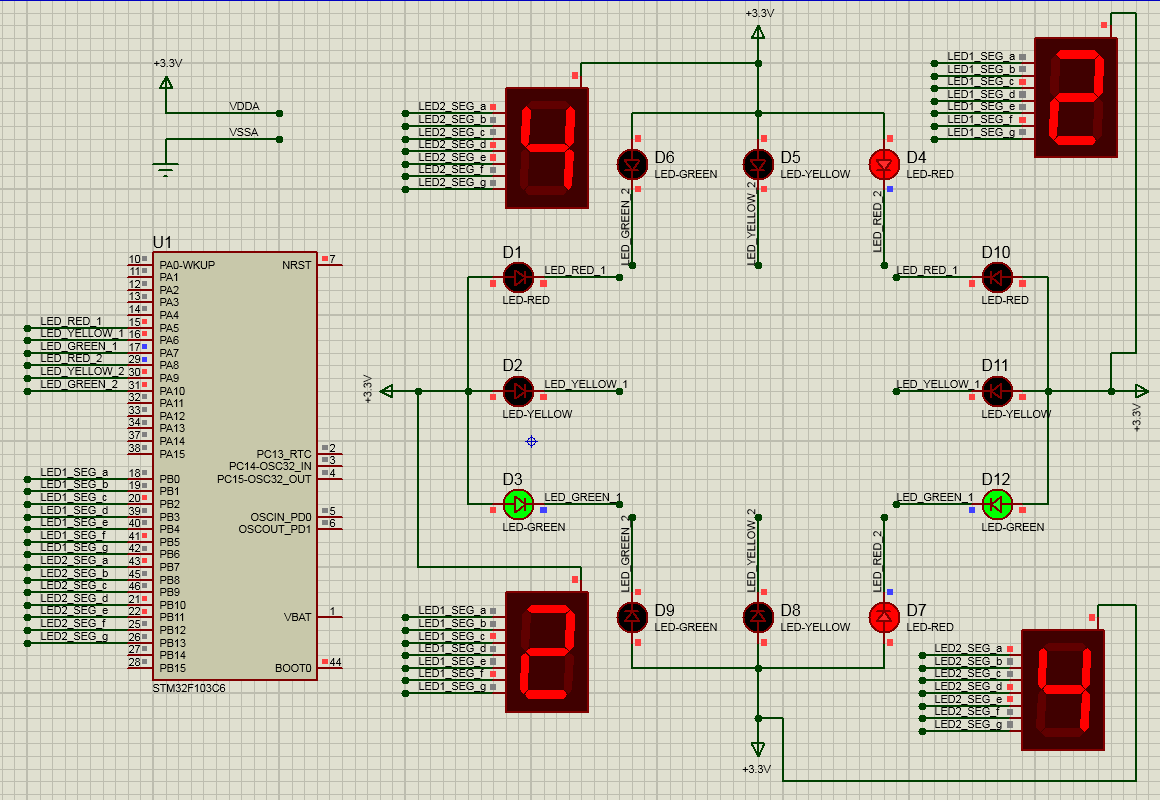 +3.3V
+3.3V
VDDA
VSSA
LED2_SEG_a
LED2_SEG_b
LED2_SEG_c
LED2_SEG_d
LED2_SEG_e
LED2_SEG_f
LED2_SEG_g
4
LED1_SEG_a
LED1_SEG_b
LED1_SEG_c
LED1_SEG_d
LED1_SEG_e
LED1_SEG_f
LED1_SEG_g
2
D6
LED-GREEN
LED_GREEN_2
D5
LED-YELLOW
LED_YELLOW_2
D4
LED-RED
LED_RED_2
U1
10 PA0-WKUP
11 PA1
12 PA2
13 PA3
14 PA4
LED_RED_1 15 PA5
LED_YELLOW_1 16 PA6
LED_GREEN_1 17 PA7
LED_RED_2 29 PA8
LED_YELLOW_2 30 PA9
LED_GREEN_2 31 PA10
32 PA11
33 PA12
34 PA13
37 PA14
38 PA15
LED1_SEG_a 18 PB0
LED1_SEG_b 19 PB1
LED1_SEG_c 20 PB2
LED1_SEG_d 39 PB3
LED1_SEG_e 40 PB4
LED1_SEG_f 41 PB5
LED1_SEG_g 42 PB6
LED2_SEG_a 43 PB7
LED2_SEG_b 45 PB8
LED2_SEG_c 46 PB9
LED2_SEG_d 21 PB10
LED2_SEG_e 22 PB11
LED2_SEG_f 25 PB12
LED2_SEG_g 26 PB13
27 PB14
28 PB15
NRST 7
PC13_RTC 2
PC14-OSC32_IN 3
PC15-OSC32_OUT 4
OSCIN_PD0 5
OSCOUT_PD1 6
VBAT 1
BOOT0 44
STM32F103C6
D1
LED_RED_1
LED-RED
D10
LED_RED_1
LED-RED
+3.3V
D2
LED_YELLOW_1
LED-YELLOW
D11
LED_YELLOW_1
LED-YELLOW
+3.3V
D3
LED_GREEN_1
LED-GREEN
D12
LED_GREEN_1
LED-GREEN
LED_GREEN_2
D9
LED-GREEN
LED_YELLOW_2
D8
LED-YELLOW
LED_RED_2
D7
LED-RED
LED1_SEG_a
LED1_SEG_b
LED1_SEG_c
LED1_SEG_d
LED1_SEG_e
LED1_SEG_f
LED1_SEG_g
2
LED2_SEG_a
LED2_SEG_b
LED2_SEG_c
LED2_SEG_d
LED2_SEG_e
LED2_SEG_f
LED2_SEG_g
4
+3.3V